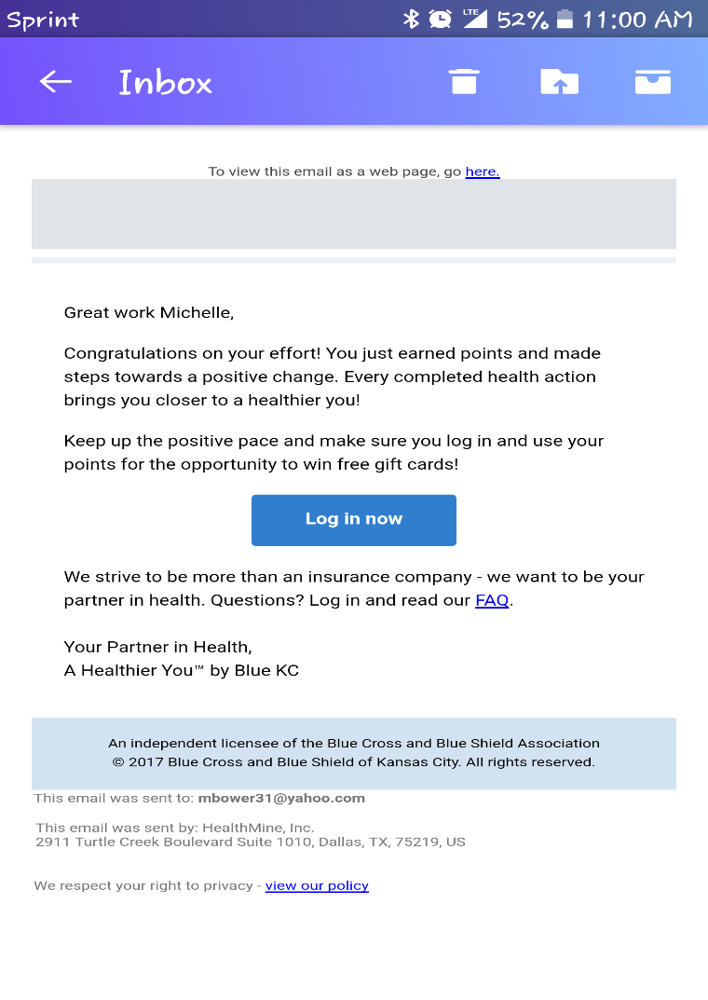 Sprint LTE 52% 11:00 AM
Inbox
To view this email as a web page, go here.
Great work Michelle,
Congratulations on your effort! You just earned points and made
steps towards a positive change. Every completed health action
brings you closer to a healthier you!
Keep up the positive pace and make sure you log in and use your
points for the opportunity to win free gift cards!
Log in now
We strive to be more than an insurance company - we want to be your
partner in health. Questions? Log in and read our FAQ.
Your Partner in Health,
A Healthier You™ by Blue KC
An independent licensee of the Blue Cross and Blue Shield Association
© 2017 Blue Cross and Blue Shield of Kansas City. All rights reserved.
This email was sent to: mbower31@yahoo.com
This email was sent by: HealthMine, Inc.
2911 Turtle Creek Boulevard Suite 1010, Dallas, TX, 75219, US
We respect your right to privacy - view our policy